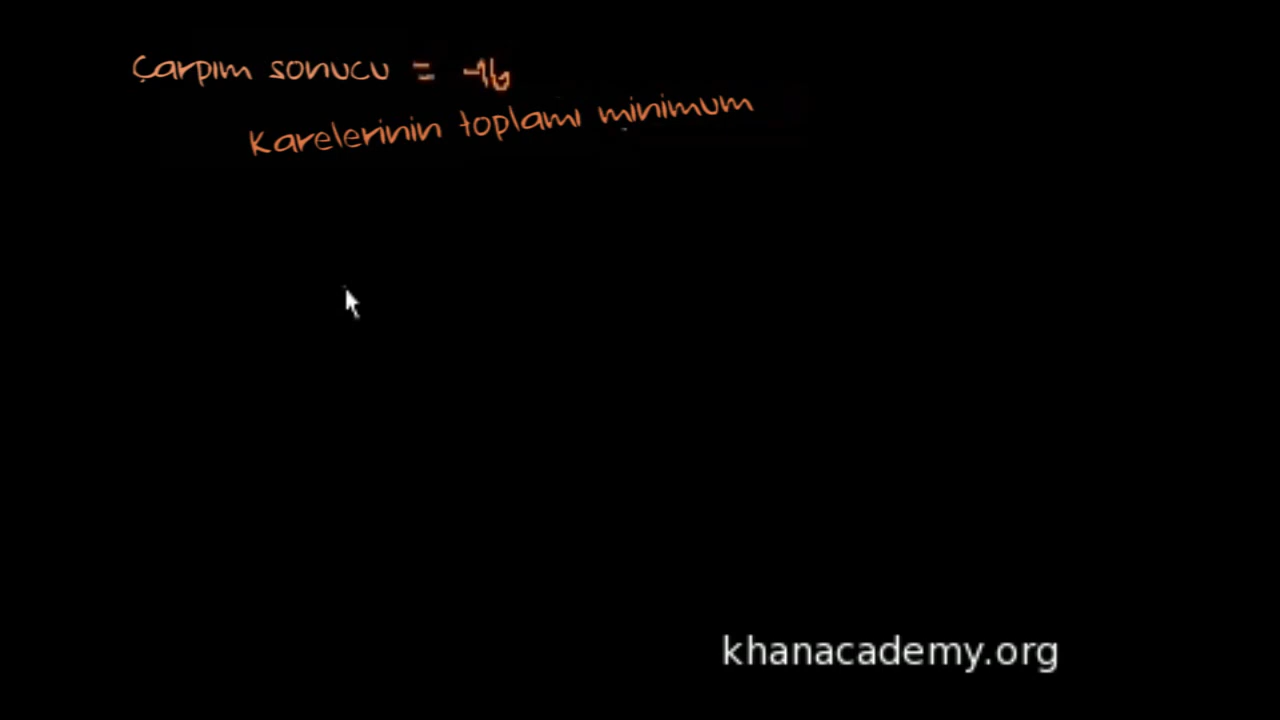 Çarpım sonucu = -16
Karelerinin toplamı minimum
khanacademy.org